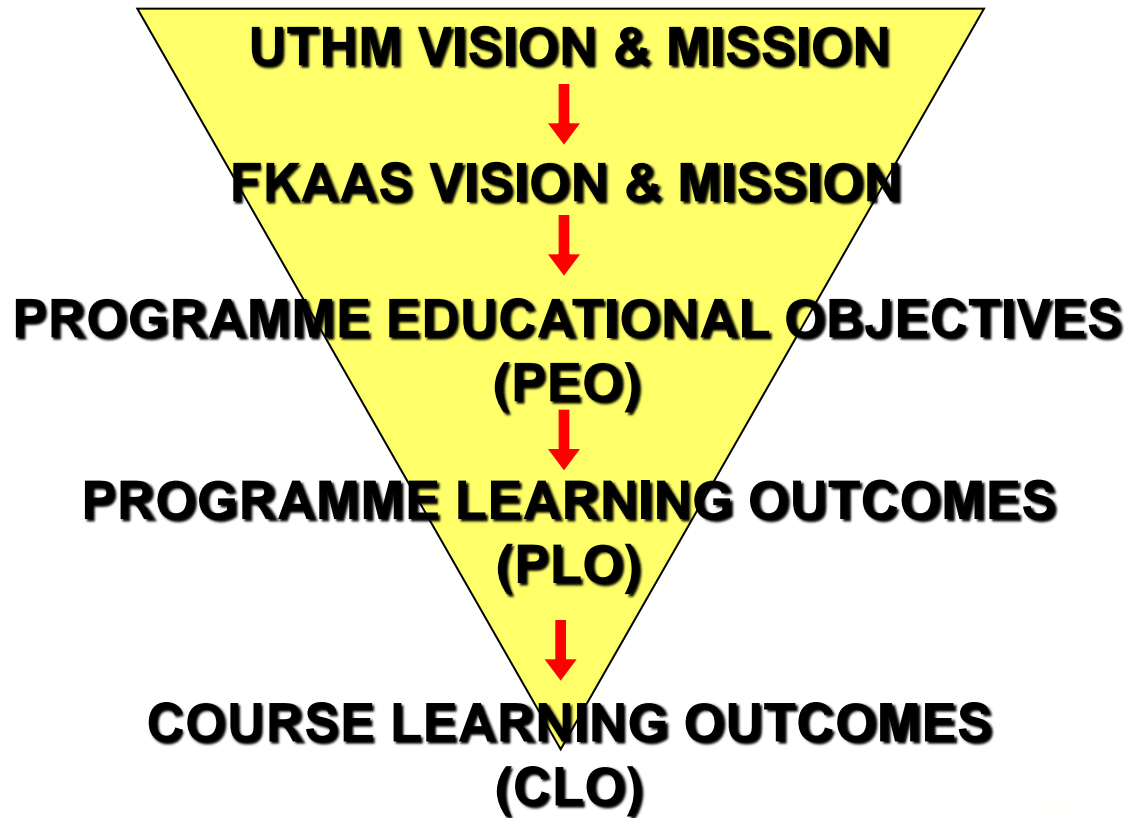 UTHM VISION & MISSION
FKAAS VISION & MISSION
PROGRAMME EDUCATIONAL OBJECTIVES
(PEO)
PROGRAMME LEARNING OUTCOMES
(PLO)
COURSE LEARNING OUTCOMES
(CLO)